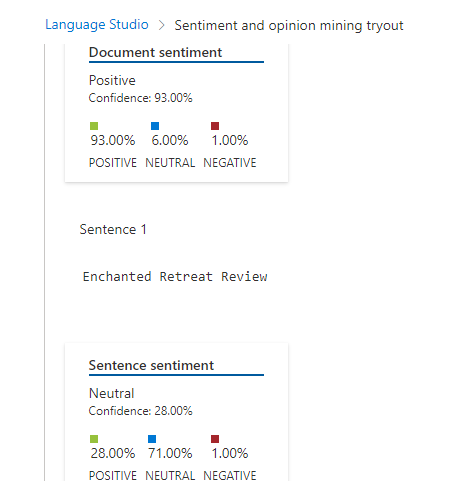 Language Studio > Sentiment and opinion mining tryout
Document sentiment
Positive
Confidence: 93.00%
93.00% 6.00% 1.00%
POSITIVE NEUTRAL NEGATIVE
Sentence 1
Enchanted Retreat Review
Sentence sentiment
Neutral
Confidence: 28.00%
28.00% 71.00% 1.00%
POSITIVE NEUTRAL NEGATIVE